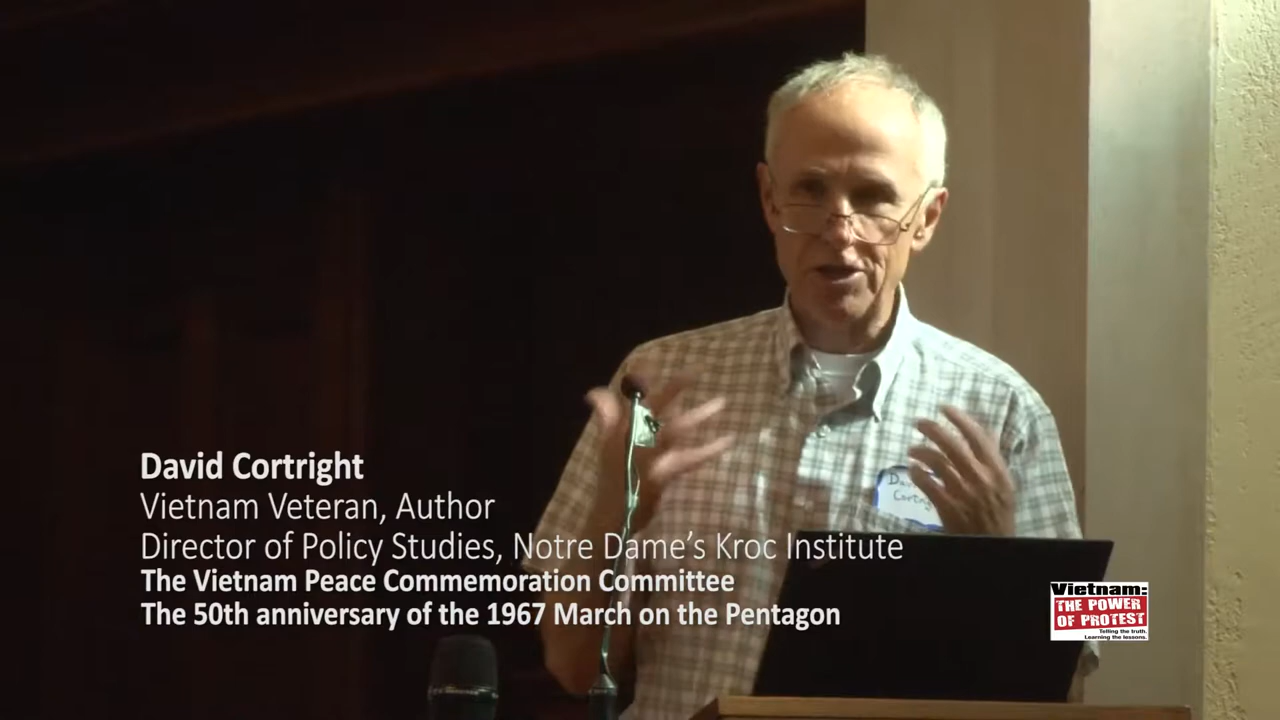 David Cortright
Vietnam Veteran, Author
Director of Policy Studies, Notre Dame's Kroc Institute
The Vietnam Peace Commemoration Committee
The 50th anniversary of the 1967 March on the Pentagon
Vietnam:
THE POWER
OF PROTEST
Telling the truth.
Learning the lessons.